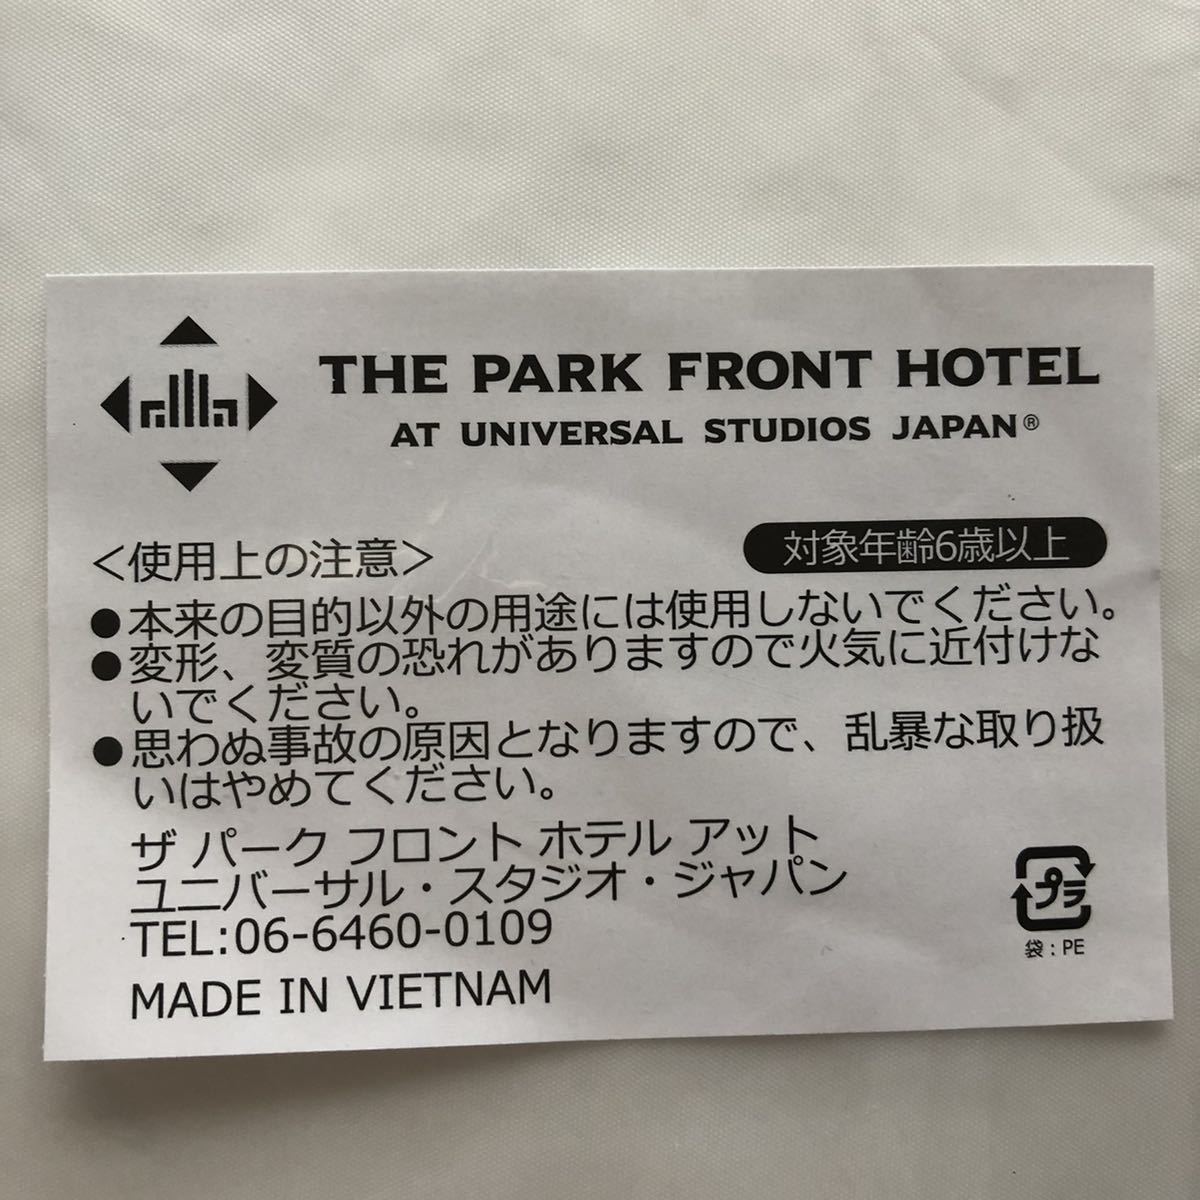 THE PARK FRONT HOTEL
AT UNIVERSAL STUDIOS JAPAN®
対象年齢6歳以上
＜使用上の注意＞
●本来の目的以外の用途には使用しないでください。
●変形、変質の恐れがありますので火気に近付けな
いでください。
●思わぬ事故の原因となりますので、乱暴な取り扱
いはやめてください。
ザ パーク フロント ホテル アット
ユニバーサル・スタジオ・ジャパン
TEL:06-6460-0109
MADE IN VIETNAM
プラ
袋：PE